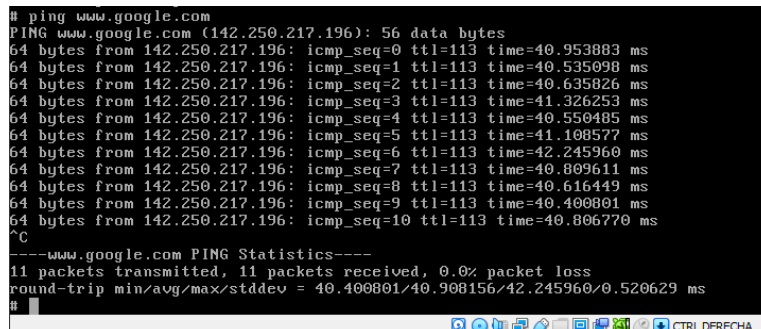 # ping www.google.com
PING www.google.com (142.250.217.196): 56 data bytes
64 bytes from 142.250.217.196: icmp_seq=0 ttl=113 time=40.953883 ms
64 bytes from 142.250.217.196: icmp_seq=1 ttl=113 time=40.535098 ms
64 bytes from 142.250.217.196: icmp_seq=2 ttl=113 time=40.635826 ms
64 bytes from 142.250.217.196: icmp_seq=3 ttl=113 time=41.326253 ms
64 bytes from 142.250.217.196: icmp_seq=4 ttl=113 time=40.550485 ms
64 bytes from 142.250.217.196: icmp_seq=5 ttl=113 time=41.108577 ms
64 bytes from 142.250.217.196: icmp_seq=6 ttl=113 time=42.245960 ms
64 bytes from 142.250.217.196: icmp_seq=7 ttl=113 time=40.809611 ms
64 bytes from 142.250.217.196: icmp_seq=8 ttl=113 time=40.616449 ms
64 bytes from 142.250.217.196: icmp_seq=9 ttl=113 time=40.400801 ms
64 bytes from 142.250.217.196: icmp_seq=10 ttl=113 time=40.806770 ms
^C
----www.google.com PING Statistics----
11 packets transmitted, 11 packets received, 0.0% packet loss
round-trip min/avg/max/stddev = 40.400801/40.908156/42.245960/0.520629 ms
#
CTRL DERECHA